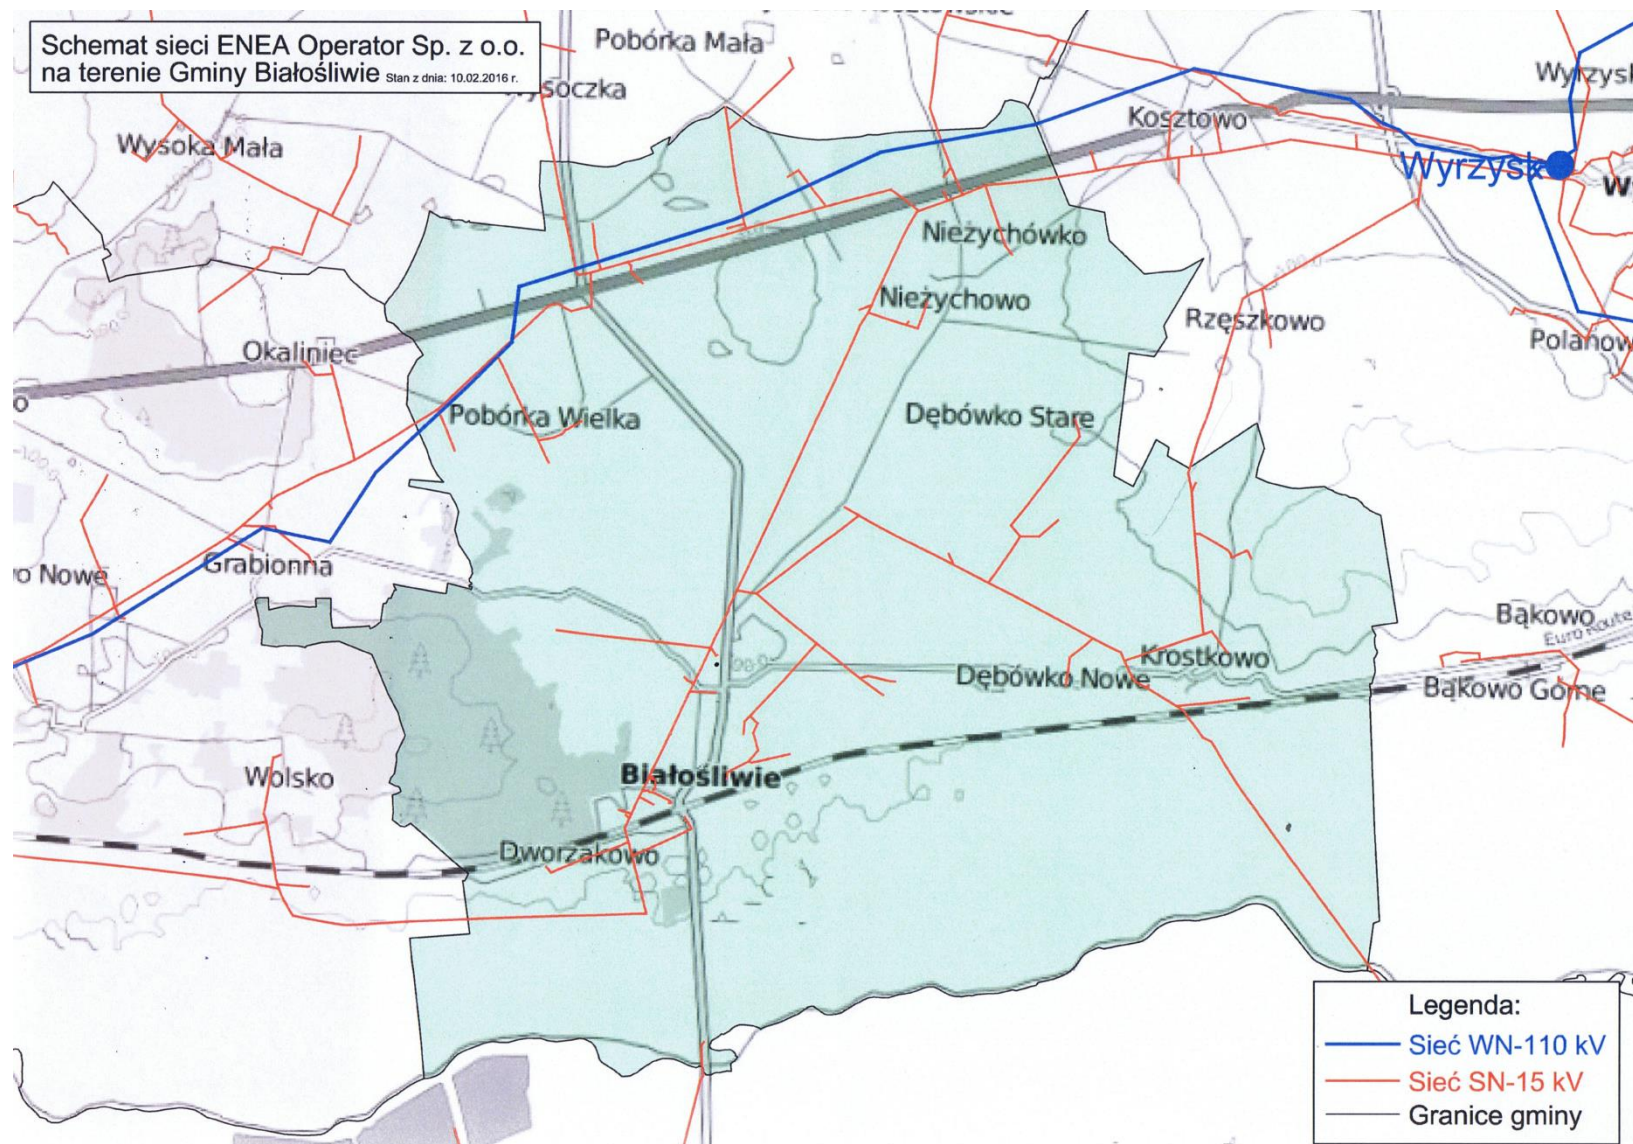 Schemat sieci ENEA Operator Sp. z o.o.
na terenie Gminy Białośliwie Stan z dnia: 10.02.2016 r.
Pobórka Mała
Wysoka Mała
Kosztowo
Wyrzysk
Nieżychówko
Nieżychowo
Rzęszkowo
Okaliniec
Pobórka Wielka
Dębówko Stare
Grabionna
Bąkowo
Euro Route
Krostkowo
Dębówko Nowe
Bąkowo Górne
Wolsko
Białośliwie
Dworzakowo
Legenda:
Sieć WN-110 kV
Sieć SN-15 kV
Granice gminy